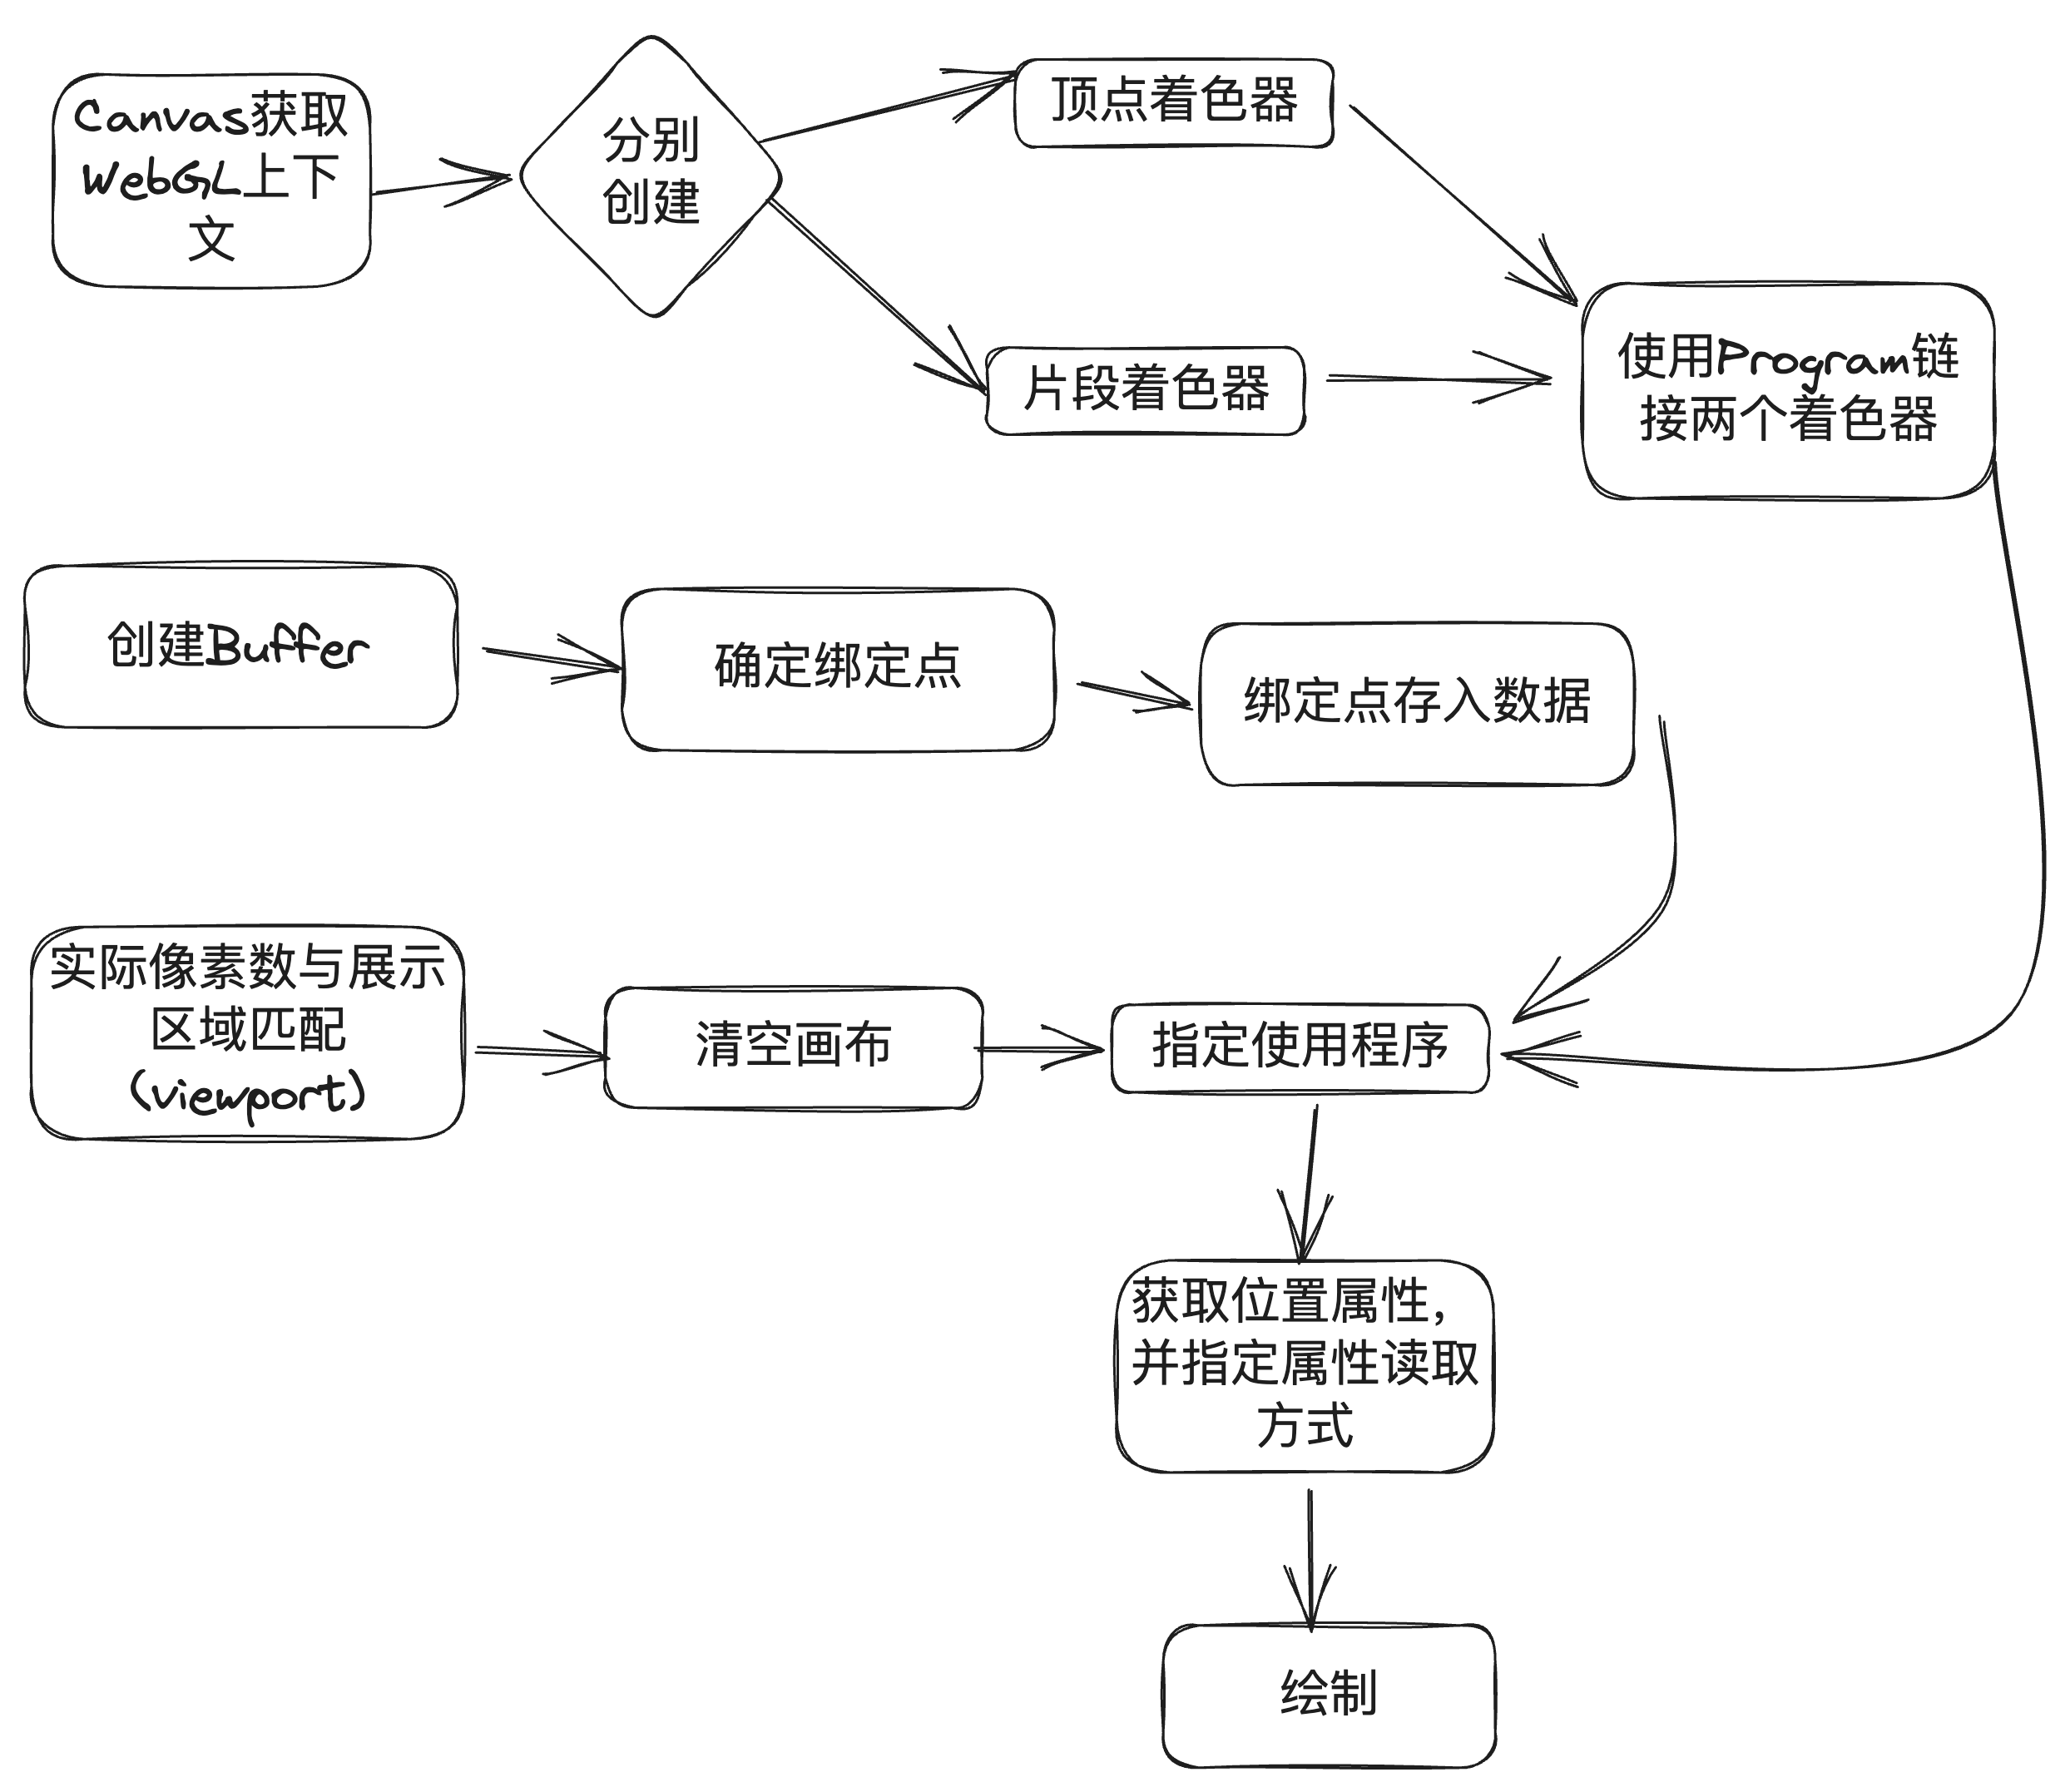 Canvas获取
WebGL上下
文
分别
创建
顶点着色器
片段着色器
使用Program链
接两个着色器
创建Buffer
确定绑定点
绑定点存入数据
实际像素数与展示
区域匹配
(viewport)
清空画布
指定使用程序
获取位置属性，
并指定属性读取
方式
绘制